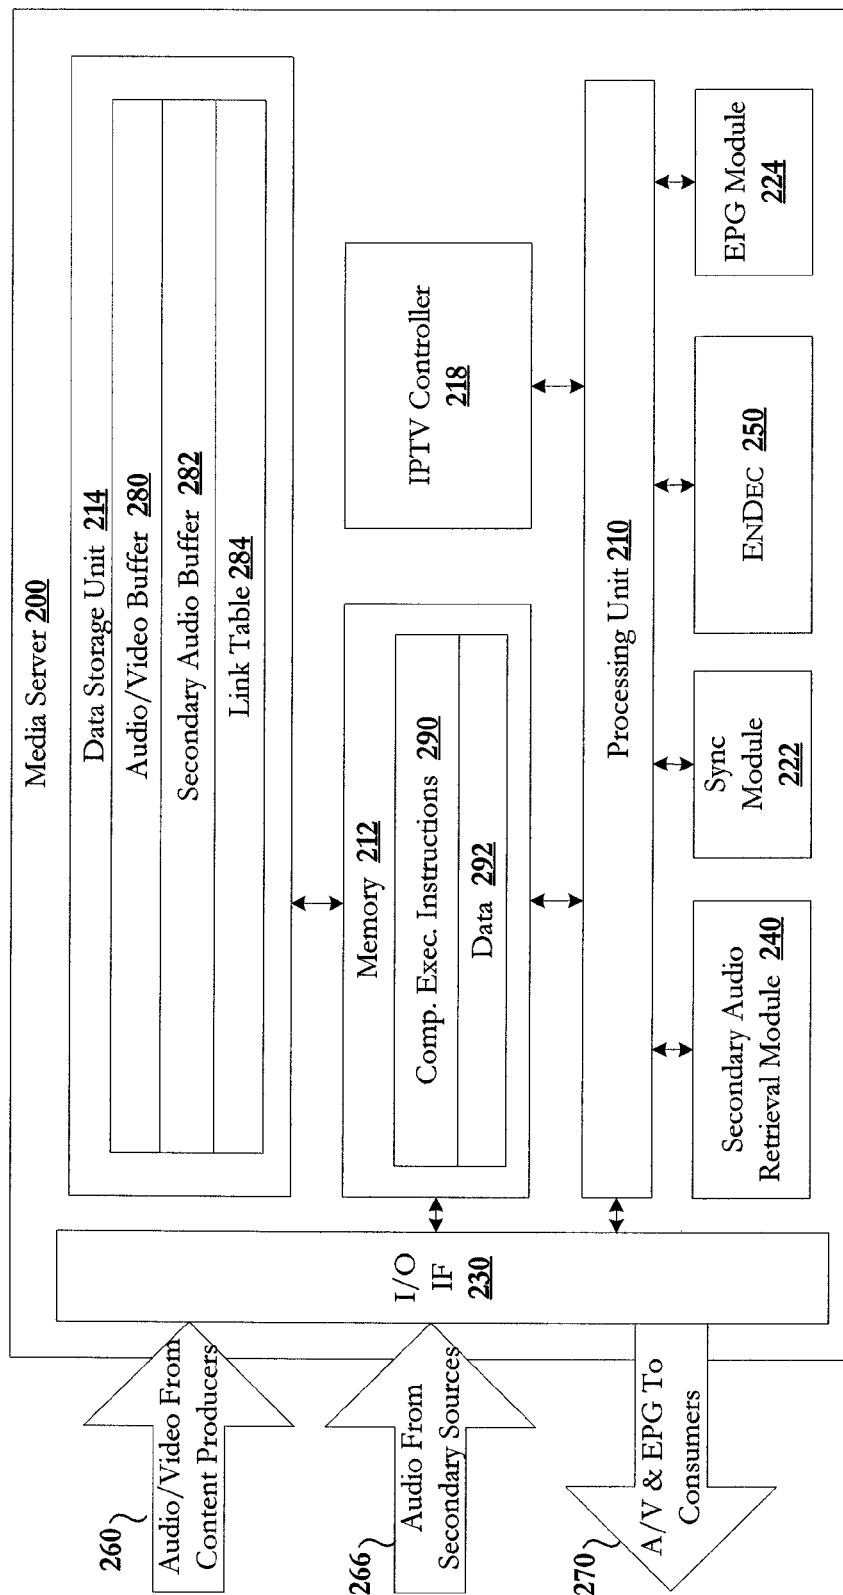 Media Server 200
Data Storage Unit 214
Audio/Video Buffer 280
Secondary Audio Buffer 282
Link Table 284
Memory 212
Comp. Exec. Instructions 290
Data 292
IPTV Controller
218
Processing Unit 210
Secondary Audio
Retrieval Module 240
Sync
Module
222
ENDEC 250
EPG Module
224
I/O
IF
230
260
Audio/Video From
Content Producers
266
Audio From
Secondary Sources
270
A/V & EPG To
Consumers